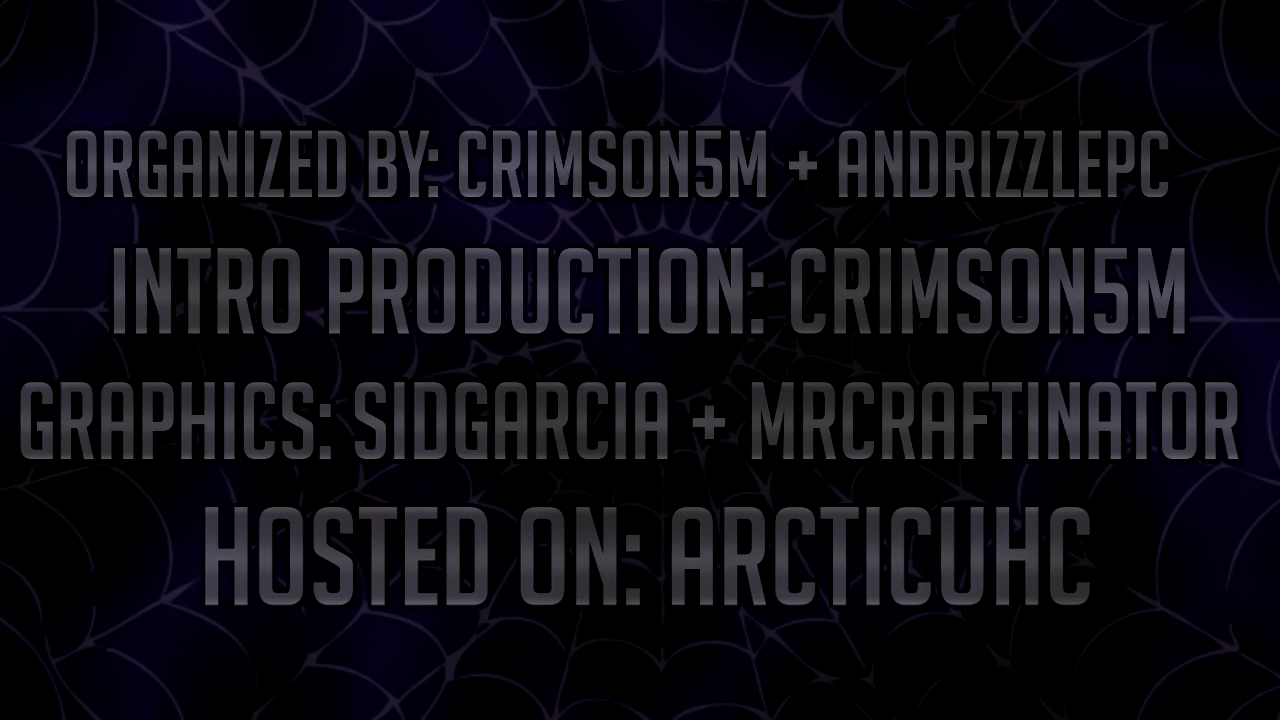 ORGANIZED BY: CRIMSON5M + ANDRIZZLEPC
INTRO PRODUCTION: CRIMSON5M
GRAPHICS: SIDGARCIA + MRCRAFTINATOR
HOSTED ON: ARCTICUHC